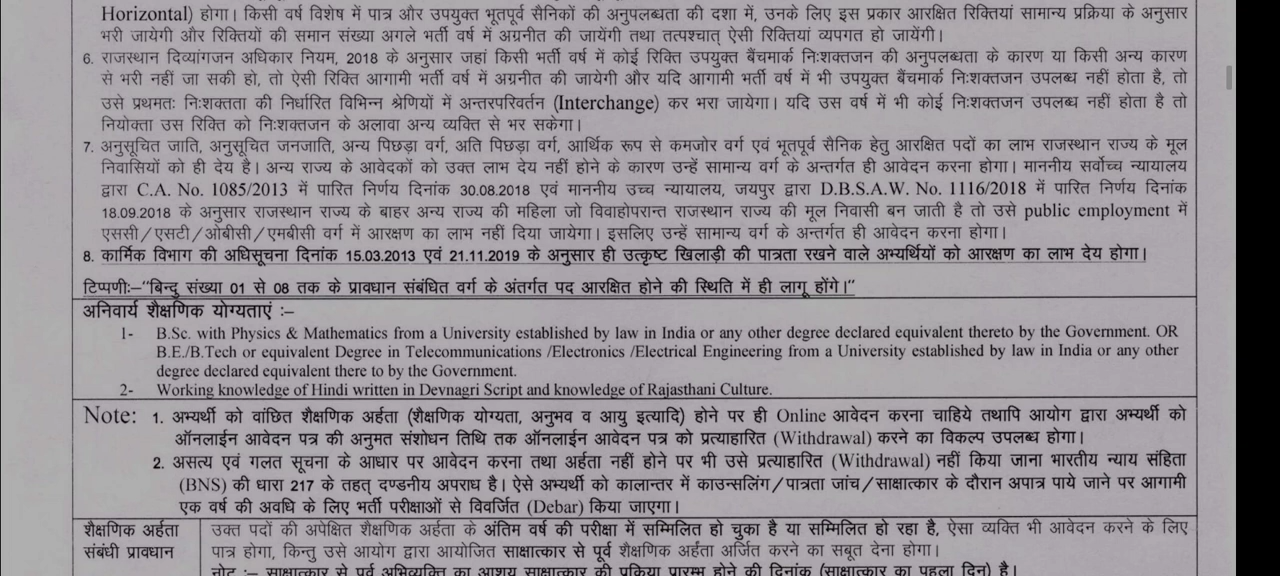 Horizontal) होगा। किसी वर्ष विशेष में पात्र और उपयुक्त भूतपूर्व सैनिकों की अनुपलब्धता की दशा में, उनके लिए इस प्रकार आरक्षित रिक्तियां सामान्य प्रक्रिया के अनुसार
भरी जायेगी और रिक्तियों की समान संख्या अगले भर्ती वर्ष में अग्रनीत की जायेंगी तथा तत्पश्चात् ऐसी रिक्तियां व्यपगत हो जायेंगी।
6. राजस्थान दिव्यांगजन अधिकार नियम, 2018 के अनुसार जहां किसी भर्ती वर्ष में कोई रिक्ति उपयुक्त बैंचमार्क निःशक्तजन की अनुपलब्धता के कारण या किसी अन्य कारण
से भरी नहीं जा सकी हो, तो ऐसी रिक्ति आगामी भर्ती वर्ष में अग्रनीत की जायेगी और यदि आगामी भर्ती वर्ष में भी उपयुक्त बैंचमार्क निःशक्तजन उपलब्ध नहीं होता है, तो
उसे प्रथमतः निःशक्तता की निर्धारित विभिन्न श्रेणियों में अन्तरपरिवर्तन (Interchange) कर भरा जायेगा। यदि उस वर्ष में भी कोई निःशक्तजन उपलब्ध नहीं होता है तो
नियोक्ता उस रिक्ति को निःशक्तजन के अलावा अन्य व्यक्ति से भर सकेगा।
7. अनुसूचित जाति, अनुसूचित जनजाति, अन्य पिछड़ा वर्ग, अति पिछड़ा वर्ग, आर्थिक रूप से कमजोर वर्ग एवं भूतपूर्व सैनिक हेतु आरक्षित पदों का लाभ राजस्थान राज्य के मूल
निवासियों को ही देय है। अन्य राज्य के आवेदकों को उक्त लाभ देय नहीं होने के कारण उन्हें सामान्य वर्ग के अन्तर्गत ही आवेदन करना होगा। माननीय सर्वोच्च न्यायालय
द्वारा C.A. No. 1085/2013 में पारित निर्णय दिनांक 30.08.2018 एवं माननीय उच्च न्यायालय, जयपुर द्वारा D.B.S.A.W. No. 1116/2018 में पारित निर्णय दिनांक
18.09.2018 के अनुसार राजस्थान राज्य के बाहर अन्य राज्य की महिला जो विवाहोपरान्त राजस्थान राज्य की मूल निवासी बन जाती है तो उसे public employment में
एससी/एसटी/ओबीसी/एमबीसी वर्ग में आरक्षण का लाभ नहीं दिया जायेगा। इसलिए उन्हें सामान्य वर्ग के अन्तर्गत ही आवेदन करना होगा।
8. कार्मिक विभाग की अधिसूचना दिनांक 15.03.2013 एवं 21.11.2019 के अनुसार ही उत्कृष्ट खिलाड़ी की पात्रता रखने वाले अभ्यर्थियों को आरक्षण का लाभ देय होगा।
टिप्पणीः–"बिन्दु संख्या 01 से 08 तक के प्रावधान संबंधित वर्ग के अंतर्गत पद आरक्षित होने की स्थिति में ही लागू होंगे।"
अनिवार्य शैक्षणिक योग्यताएं :–
1- B.Sc. with Physics & Mathematics from a University established by law in India or any other degree declared equivalent thereto by the Government. OR
B.E./B.Tech or equivalent Degree in Telecommunications /Electronics /Electrical Engineering from a University established by law in India or any other
degree declared equivalent there to by the Government.
2- Working knowledge of Hindi written in Devnagri Script and knowledge of Rajasthani Culture.
Note: 1. अभ्यर्थी को वांछित शैक्षणिक अर्हता (शैक्षणिक योग्यता, अनुभव व आयु इत्यादि) होने पर ही Online आवेदन करना चाहिये तथापि आयोग द्वारा अभ्यर्थी को
ऑनलाईन आवेदन पत्र की अनुमत संशोधन तिथि तक ऑनलाईन आवेदन पत्र को प्रत्याहारित (Withdrawal) करने का विकल्प उपलब्ध होगा।
2. असत्य एवं गलत सूचना के आधार पर आवेदन करना तथा अर्हता नहीं होने पर भी उसे प्रत्याहारित (Withdrawal) नहीं किया जाना भारतीय न्याय संहिता
(BNS) की धारा 217 के तहत् दण्डनीय अपराध है। ऐसे अभ्यर्थी को कालान्तर में काउन्सलिंग/पात्रता जांच/साक्षात्कार के दौरान अपात्र पाये जाने पर आगामी
एक वर्ष की अवधि के लिए भर्ती परीक्षाओं से विवर्जित (Debar) किया जाएगा।
शैक्षणिक अर्हता उक्त पदों की अपेक्षित शैक्षणिक अर्हता के अंतिम वर्ष की परीक्षा में सम्मिलित हो चुका है या सम्मिलित हो रहा है, ऐसा व्यक्ति भी आवेदन करने के लिए
संबंधी प्रावधान पात्र होगा, किन्तु उसे आयोग द्वारा आयोजित साक्षात्कार से पूर्व शैक्षणिक अर्हता अर्जित करने का सबूत देना होगा।
नोट :– साक्षात्कार से पूर्व अभिव्यक्ति का आशय साक्षात्कार की प्रक्रिया प्रारम्भ होने की दिनांक (साक्षात्कार का पहला दिन) है।